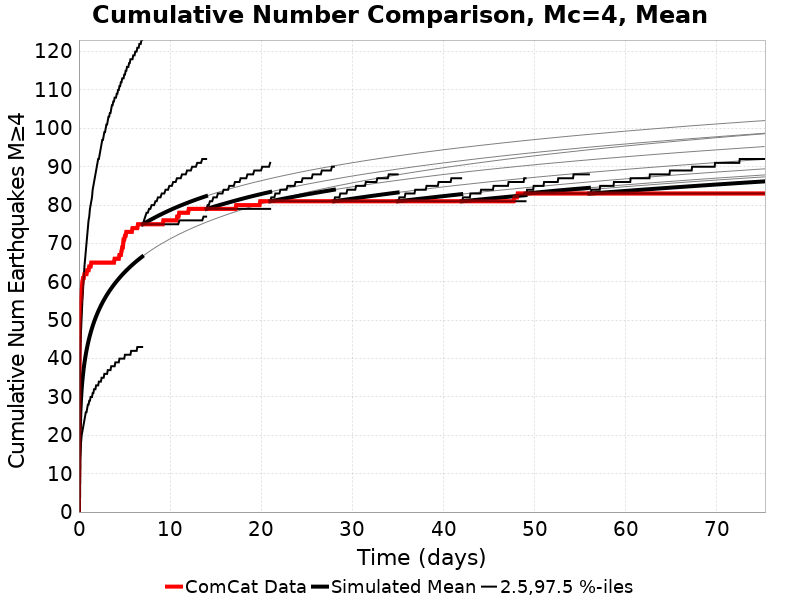 Cumulative Number Comparison, Mc=4, Mean
Cumulative Num Earthquakes M≥4
120
110
100
90
80
70
60
50
40
30
20
10
0
0 10 20 30 40 50 60 70
Time (days)
ComCat Data Simulated Mean 2.5,97.5 %-iles